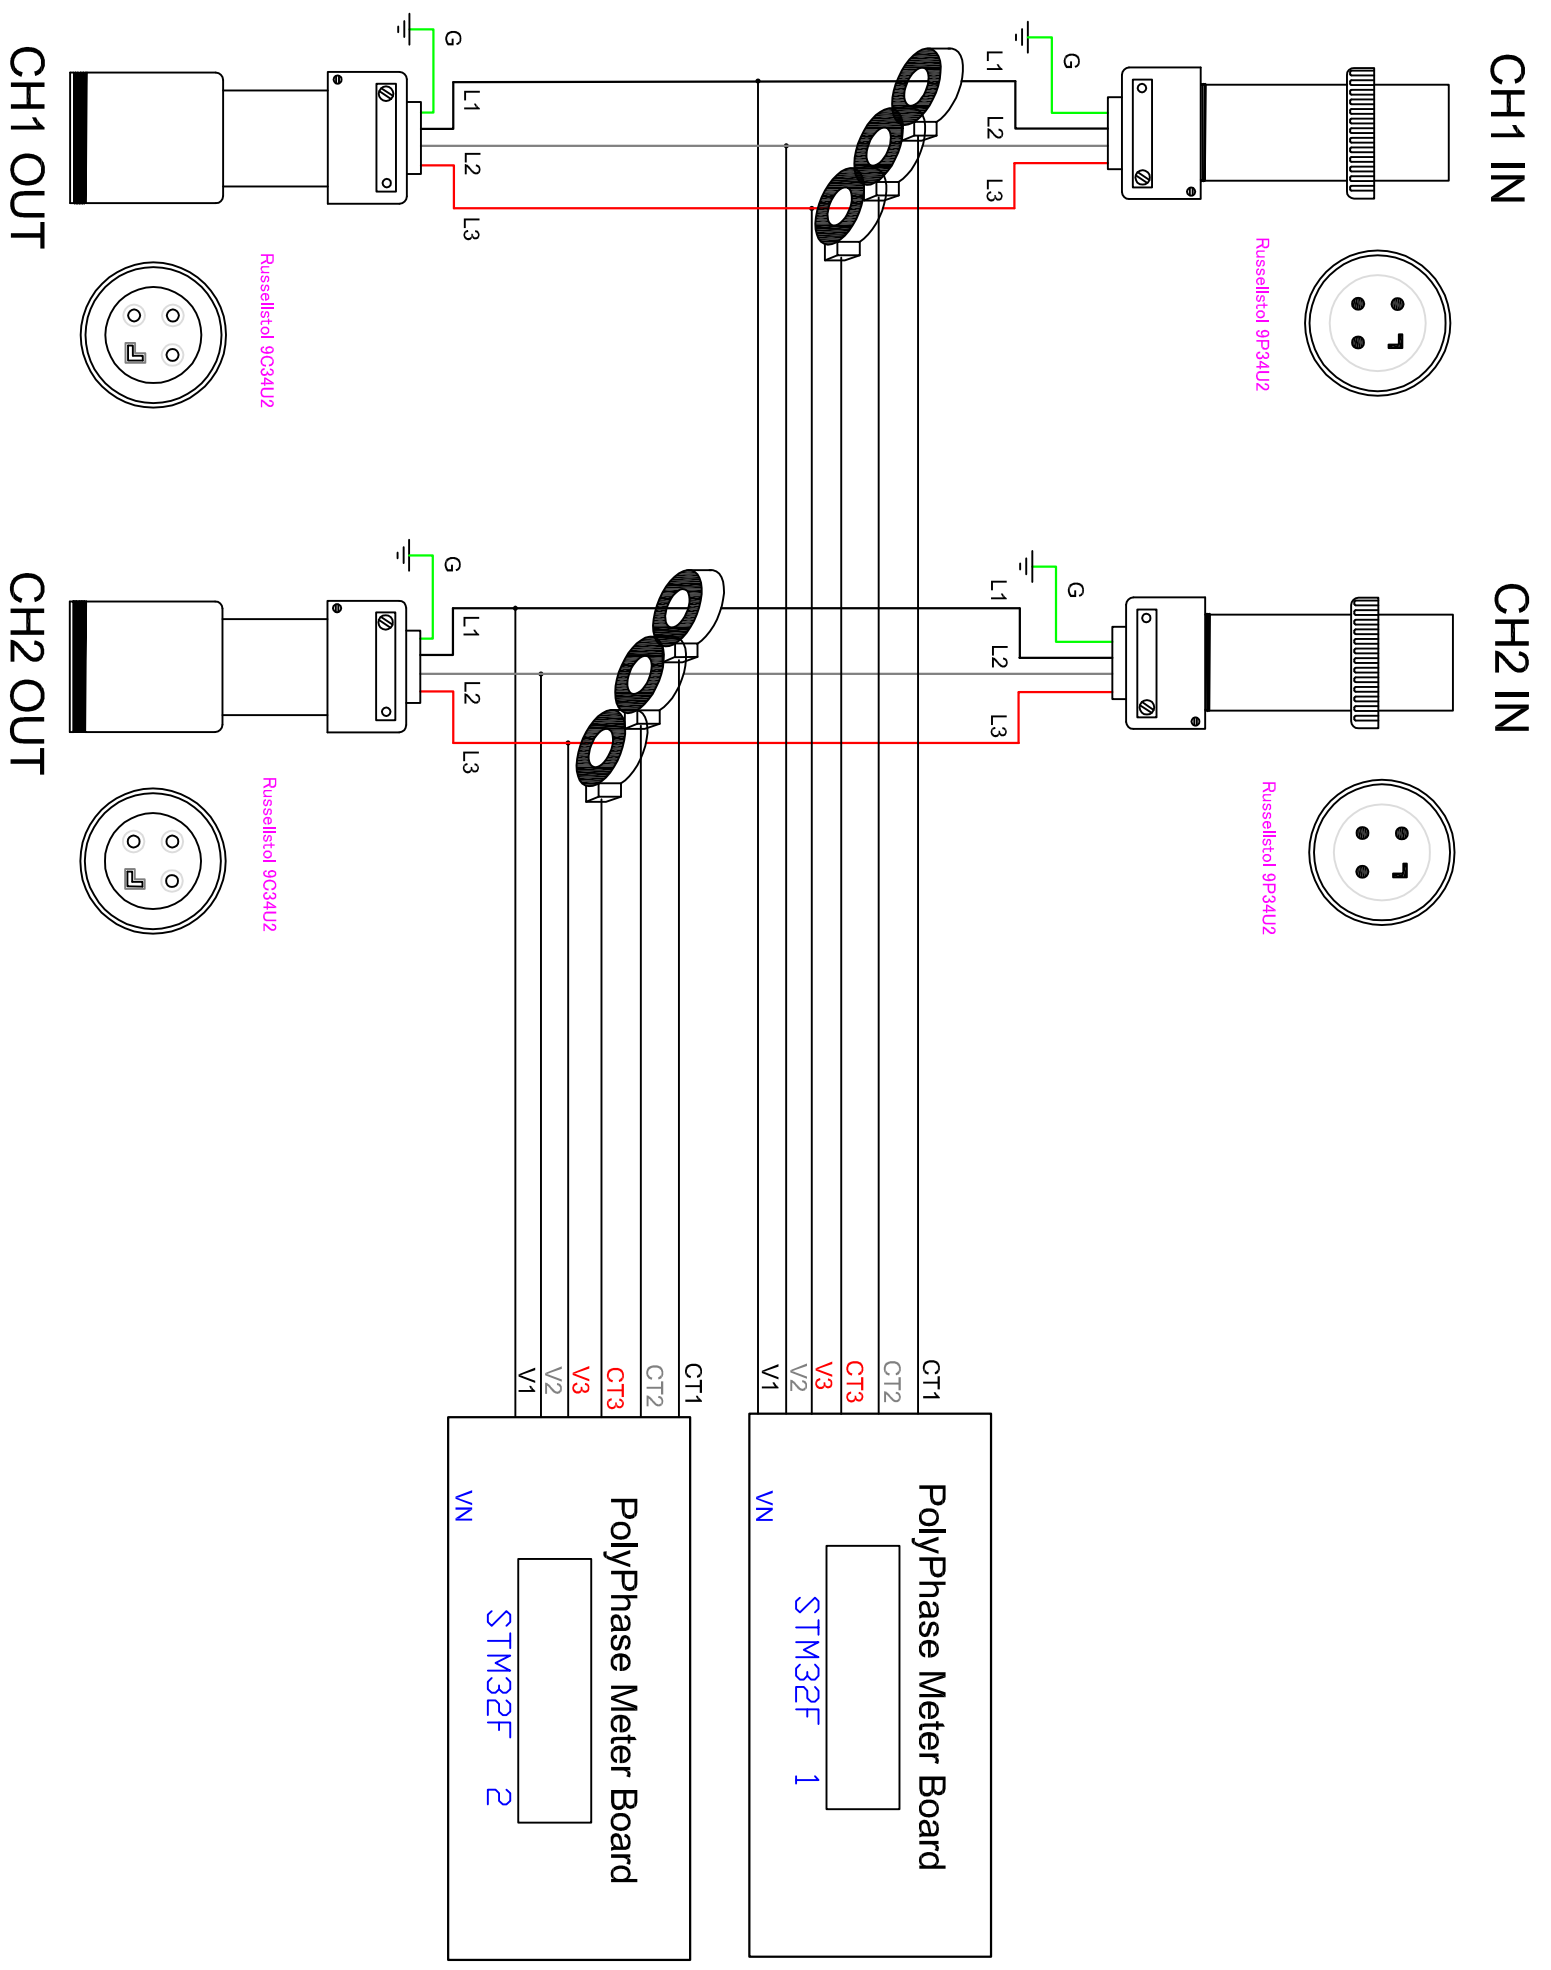 CH1 IN
G
L1
L2
L3
Russellstol 9P34U2
CH1 OUT
G
L1
L2
L3
Russellstol 9C34U2
CH2 IN
G
L1
L2
L3
Russellstol 9P34U2
CH2 OUT
G
L1
L2
L3
Russellstol 9C34U2
CT1
CT2
CT3
V3
V2
V1
PolyPhase Meter Board
STM32F 1
VN
CT1
CT2
CT3
V3
V2
V1
PolyPhase Meter Board
STM32F 2
VN